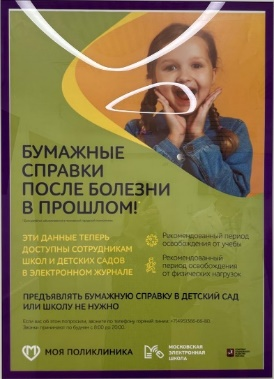 БУМАЖНЫЕ
СПРАВКИ
ПОСЛЕ БОЛЕЗНИ
В ПРОШЛОМ!
ЭТИ ДАННЫЕ ТЕПЕРЬ
ДОСТУПНЫ СОТРУДНИКАМ
ШКОЛ И ДЕТСКИХ САДОВ
В ЭЛЕКТРОННОМ ЖУРНАЛЕ
Рекомендованный период
освобождения от учебы
Рекомендованный
период освобождения
от физических нагрузок
ПРЕДЪЯВЛЯТЬ БУМАЖНУЮ СПРАВКУ В ДЕТСКИЙ САД
ИЛИ ШКОЛУ НЕ НУЖНО
МОЯ ПОЛИКЛИНИКА
МОСКОВСКАЯ
ЭЛЕКТРОННАЯ
ШКОЛА